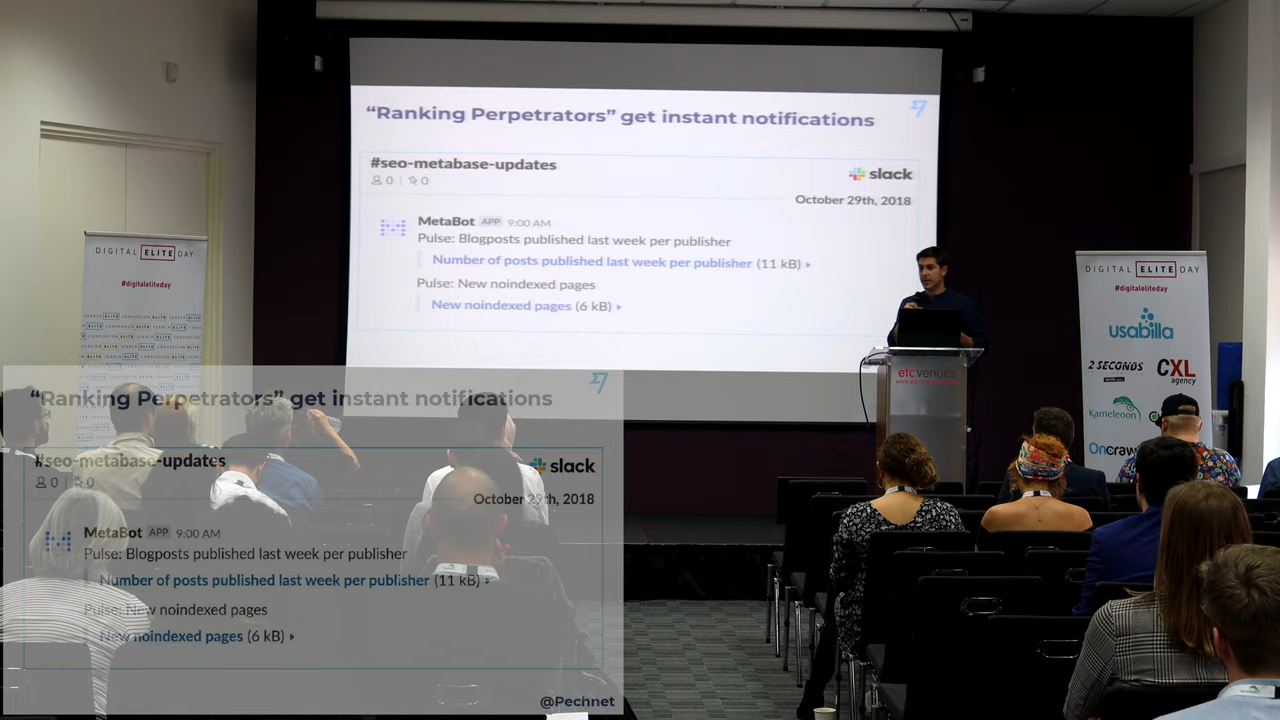 “Ranking Perpetrators” get instant notifications
#seo-metabase-updates
0 | 0
slack
October 29th, 2018
MetaBot APP 9:00 AM
Pulse: Blogposts published last week per publisher
Number of posts published last week per publisher (11 kB)
Pulse: New noindexed pages
New noindexed pages (6 kB)
DIGITAL ELITE DAY
#digitaleliteday
etc.venues
DIGITAL ELITE DAY
#digitaleliteday
usabilla
2 SECONDS
CXL
agency
Kameleoon
Oncraw
“Ranking Perpetrators” get instant notifications
#seo-metabase-updates
0 | 0
slack
October 29th, 2018
MetaBot APP 9:00 AM
Pulse: Blogposts published last week per publisher
Number of posts published last week per publisher (11 kB)
Pulse: New noindexed pages
New noindexed pages (6 kB)
@Pechnet